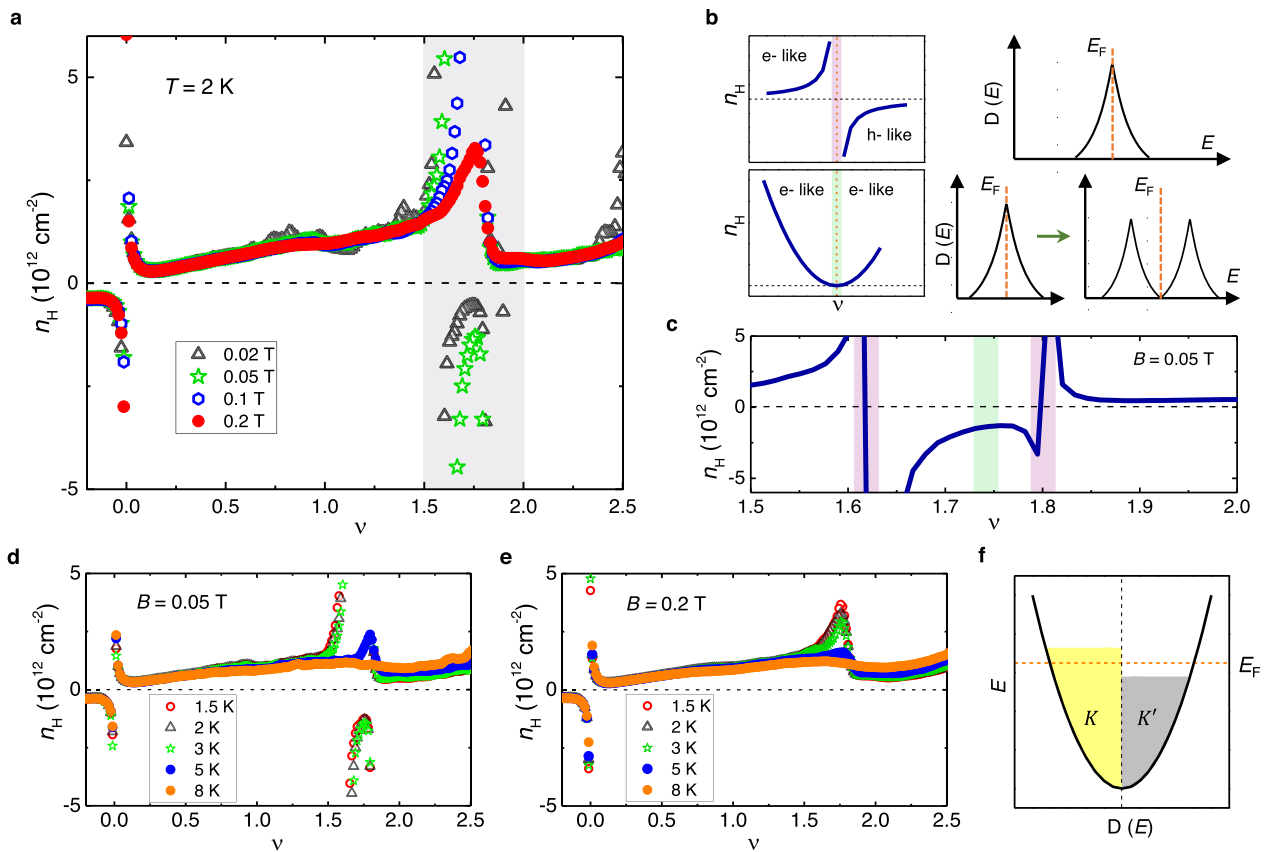 a
T = 2 K
5
0
-5
n_H (10^12 cm^-2)
0.02 T
0.05 T
0.1 T
0.2 T
0.0
0.5
1.0
1.5
2.0
2.5
ν
b
e- like
h- like
n_H
e- like
e- like
n_H
ν
E_F
D (E)
E
E_F
D (E)
E_F
E
c
B = 0.05 T
5
0
-5
n_H (10^12 cm^-2)
1.5
1.6
1.7
1.8
1.9
2.0
ν
d
B = 0.05 T
5
0
-5
n_H (10^12 cm^-2)
1.5 K
2 K
3 K
5 K
8 K
0.0
0.5
1.0
1.5
2.0
2.5
ν
e
B = 0.2 T
5
0
-5
n_H (10^12 cm^-2)
1.5 K
2 K
3 K
5 K
8 K
0.0
0.5
1.0
1.5
2.0
2.5
ν
f
E
K
K′
E_F
D (E)